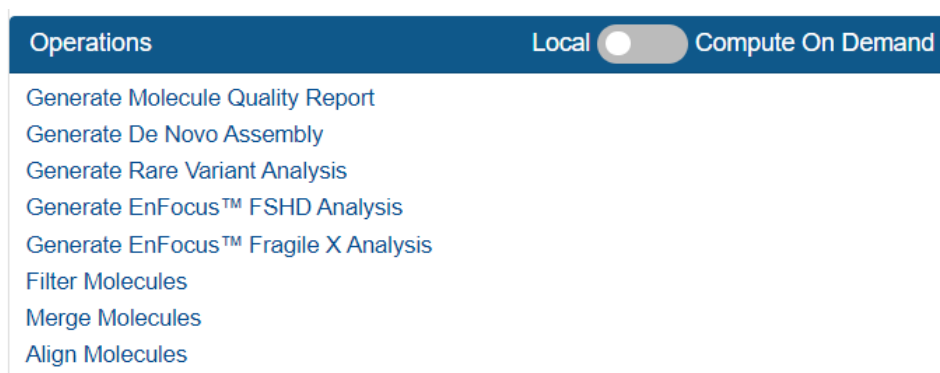 Operations Local Compute On Demand
Generate Molecule Quality Report
Generate De Novo Assembly
Generate Rare Variant Analysis
Generate EnFocus™ FSHD Analysis
Generate EnFocus™ Fragile X Analysis
Filter Molecules
Merge Molecules
Align Molecules